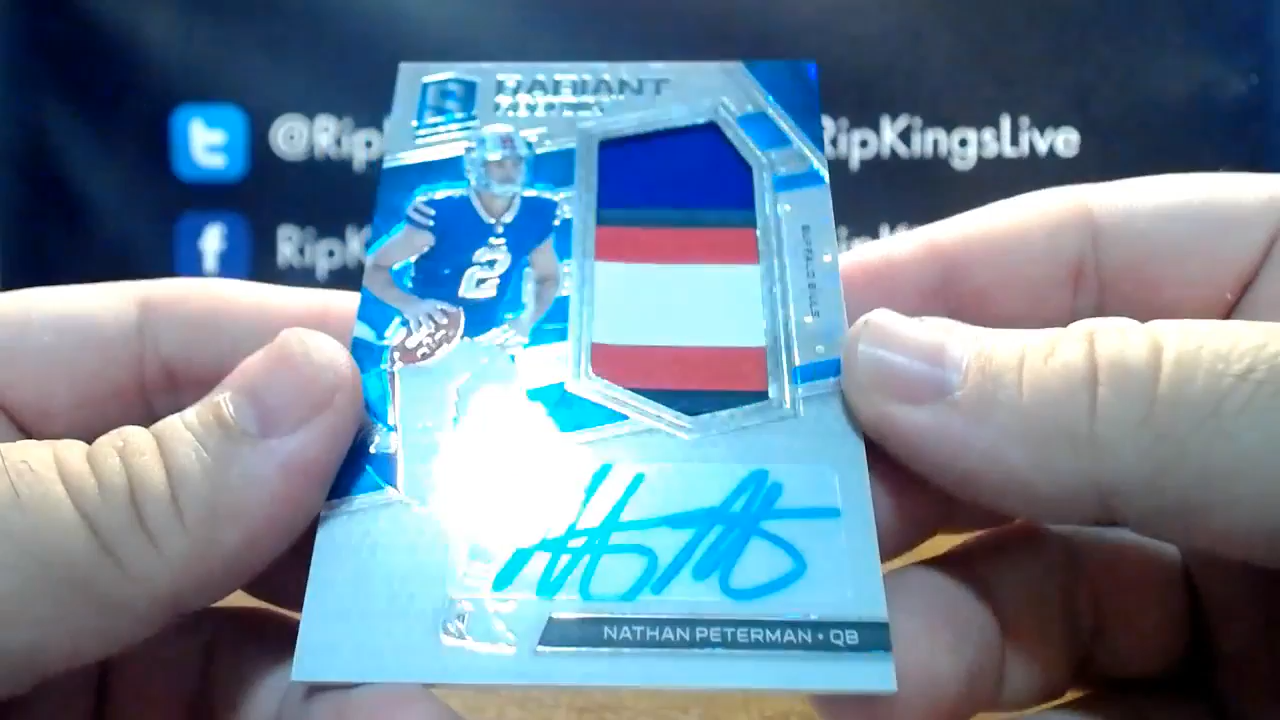 RADIANT
@Rip
RipKingsLive
RipK
2
BUFFALO BILLS
NATHAN PETERMAN • QB